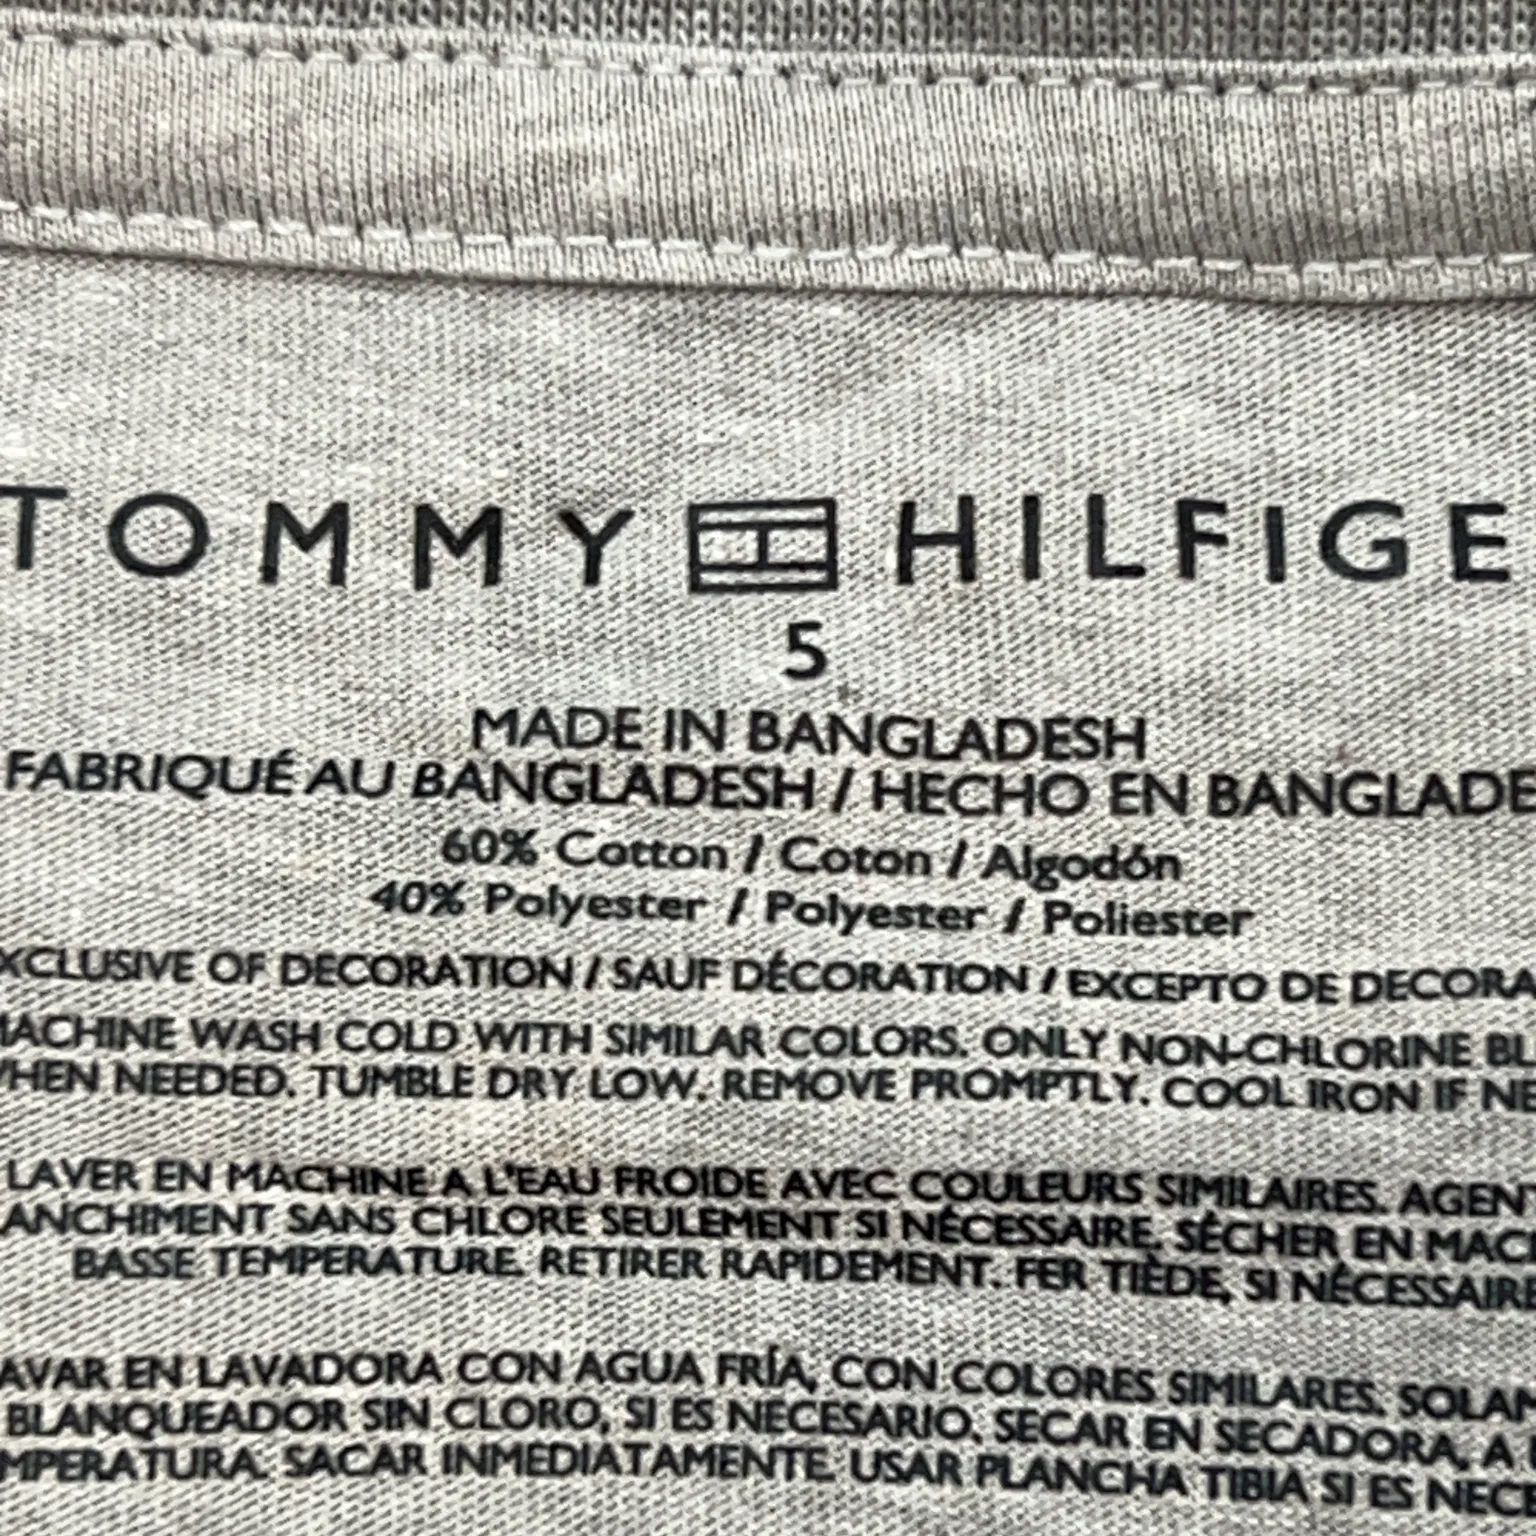 TOMMY HILFIGE
5
MADE IN BANGLADESH
FABRIQUÉ AU BANGLADESH / HECHO EN BANGLADE
60% Cotton / Coton / Algodón
40% Polyester / Polyester / Poliester
XCLUSIVE OF DECORATION / SAUF DÉCORATION / EXCEPTO DE DECORA
MACHINE WASH COLD WITH SIMILAR COLORS. ONLY NON-CHLORINE BL
WHEN NEEDED. TUMBLE DRY LOW. REMOVE PROMPTLY. COOL IRON IF NE
LAVER EN MACHINE A L'EAU FROIDE AVEC COULEURS SIMILAIRES. AGEN
ANCHIMENT SANS CHLORE SEULEMENT SI NÉCESSAIRE, SÉCHER EN MAC
BASSE TEMPERATURE. RETIRER RAPIDEMENT. FER TIÈDE, SI NÉCESSAIRE
AVAR EN LAVADORA CON AGUA FRÍA, CON COLORES SIMILARES. SOLAN
BLANQUEADOR SIN CLORO, SI ES NECESARIO. SECAR EN SECADORA, A
MPERATURA. SACAR INMEDIATAMENTE. USAR PLANCHA TIBIA SI ES NECE